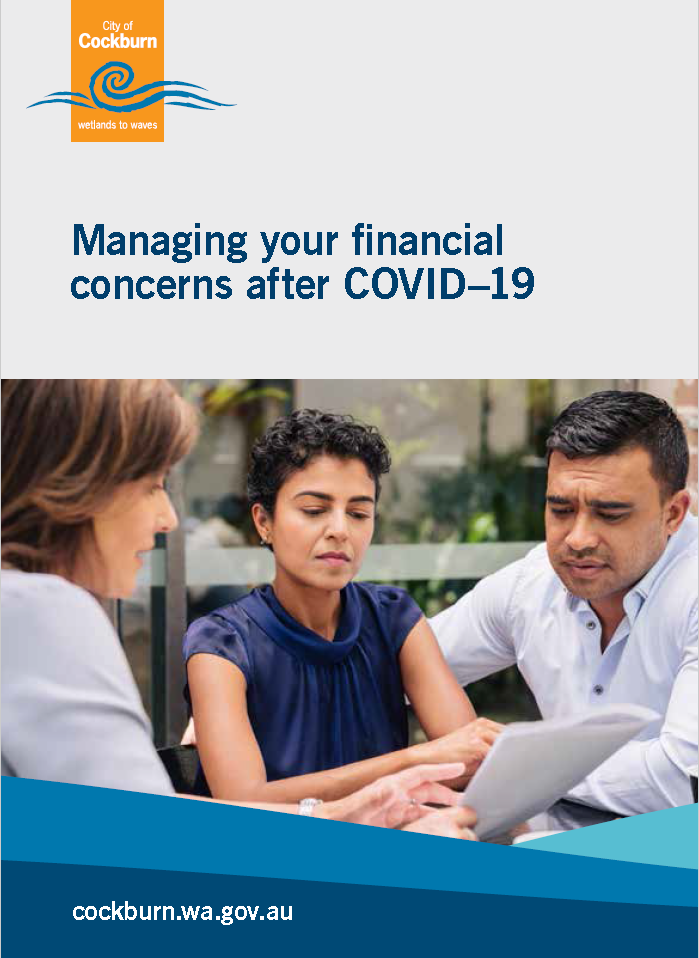 City of
Cockburn
wetlands to waves
Managing your financial
concerns after COVID–19
cockburn.wa.gov.au